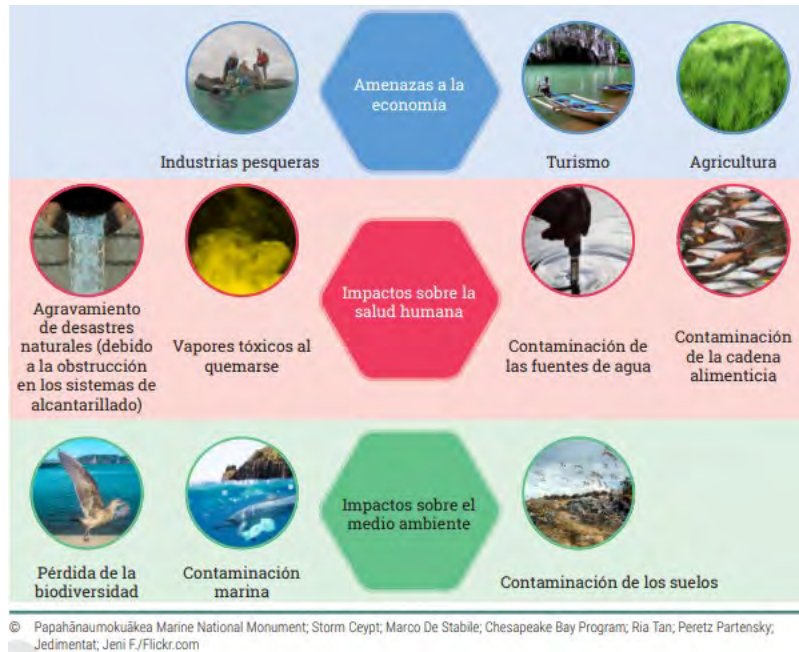 Amenazas a la
economía
Industrias pesqueras
Turismo
Agricultura
Impactos sobre la
salud humana
Agravamiento
de desastres
naturales (debido
a la obstrucción
en los sistemas de
alcantarillado)
Vapores tóxicos al
quemarse
Contaminación de
las fuentes de agua
Contaminación
de la cadena
alimenticia
Impactos sobre el
medio ambiente
Pérdida de la
biodiversidad
Contaminación
marina
Contaminación de los suelos
© Papahānaumokuākea Marine National Monument; Storm Ceypt; Marco De Stabile; Chesapeake Bay Program; Ria Tan; Peretz Partensky;
Jedimentat; Jeni F./Flickr.com